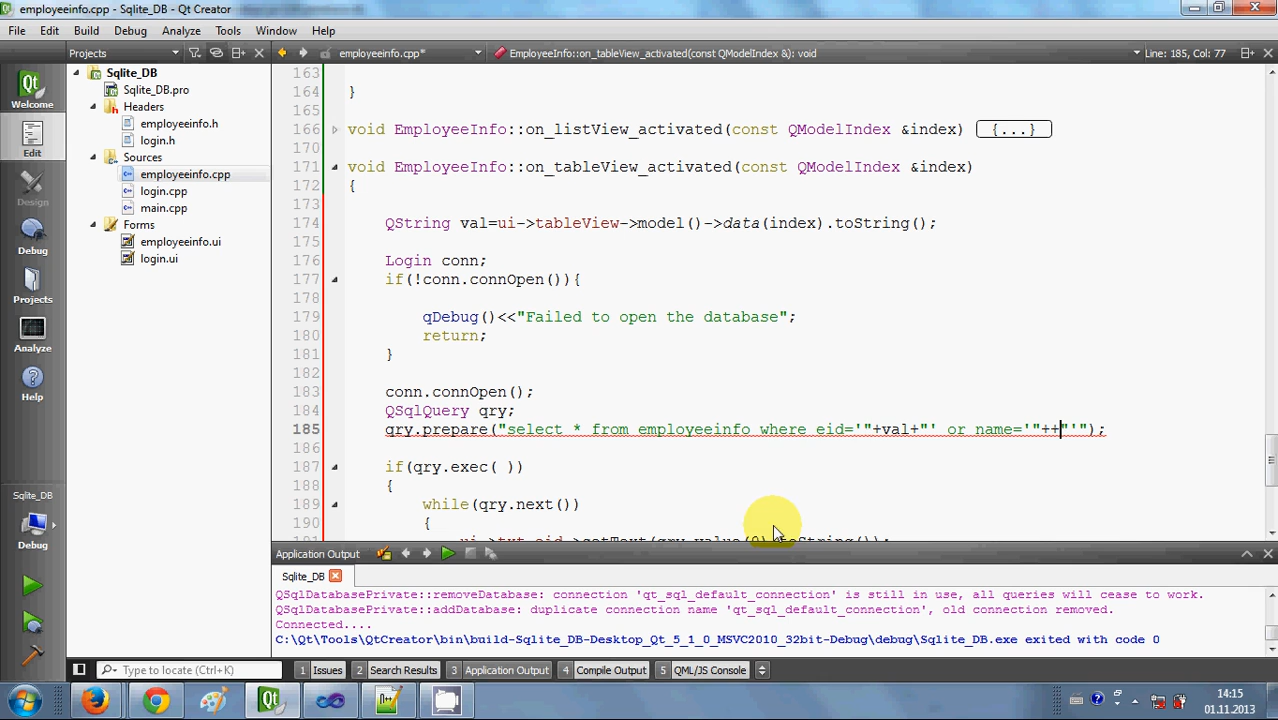 employeeinfo.cpp - Sqlite_DB - Qt Creator
File Edit Build Debug Analyze Tools Window Help
Projects employeeinfo.cpp* EmployeeInfo::on_tableView_activated(const QModelIndex &): void Line: 185, Col: 77
Welcome
Edit
Design
Debug
Projects
Analyze
Help
Sqlite_DB
Debug
Sqlite_DB
Sqlite_DB.pro
Headers
employeeinfo.h
login.h
Sources
employeeinfo.cpp
login.cpp
main.cpp
Forms
employeeinfo.ui
login.ui
163
164 }
165
166 void EmployeeInfo::on_listView_activated(const QModelIndex &index) {...}
170
171 void EmployeeInfo::on_tableView_activated(const QModelIndex &index)
172 {
173
174 QString val=ui->tableView->model()->data(index).toString();
175
176 Login conn;
177 if(!conn.connOpen()){
178
179 qDebug()<<"Failed to open the database";
180 return;
181 }
182
183 conn.connOpen();
184 QSqlQuery qry;
185 qry.prepare("select * from employeeinfo where eid='"+val+"' or name='"++"'");
186
187 if(qry.exec( ))
188 {
189 while(qry.next())
190 {
191 ui->txt_eid->setText(qry.value(0).toString());
Application Output
Sqlite_DB
QSqlDatabasePrivate::removeDatabase: connection 'qt_sql_default_connection' is still in use, all queries will cease to work.
QSqlDatabasePrivate::addDatabase: duplicate connection name 'qt_sql_default_connection', old connection removed.
Connected....
C:\Qt\Tools\QtCreator\bin\build-Sqlite_DB-Desktop_Qt_5_1_0_MSVC2010_32bit-Debug\debug\Sqlite_DB.exe exited with code 0
Type to locate (Ctrl+K) 1 Issues 2 Search Results 3 Application Output 4 Compile Output 5 QML/JS Console
14:15
01.11.2013